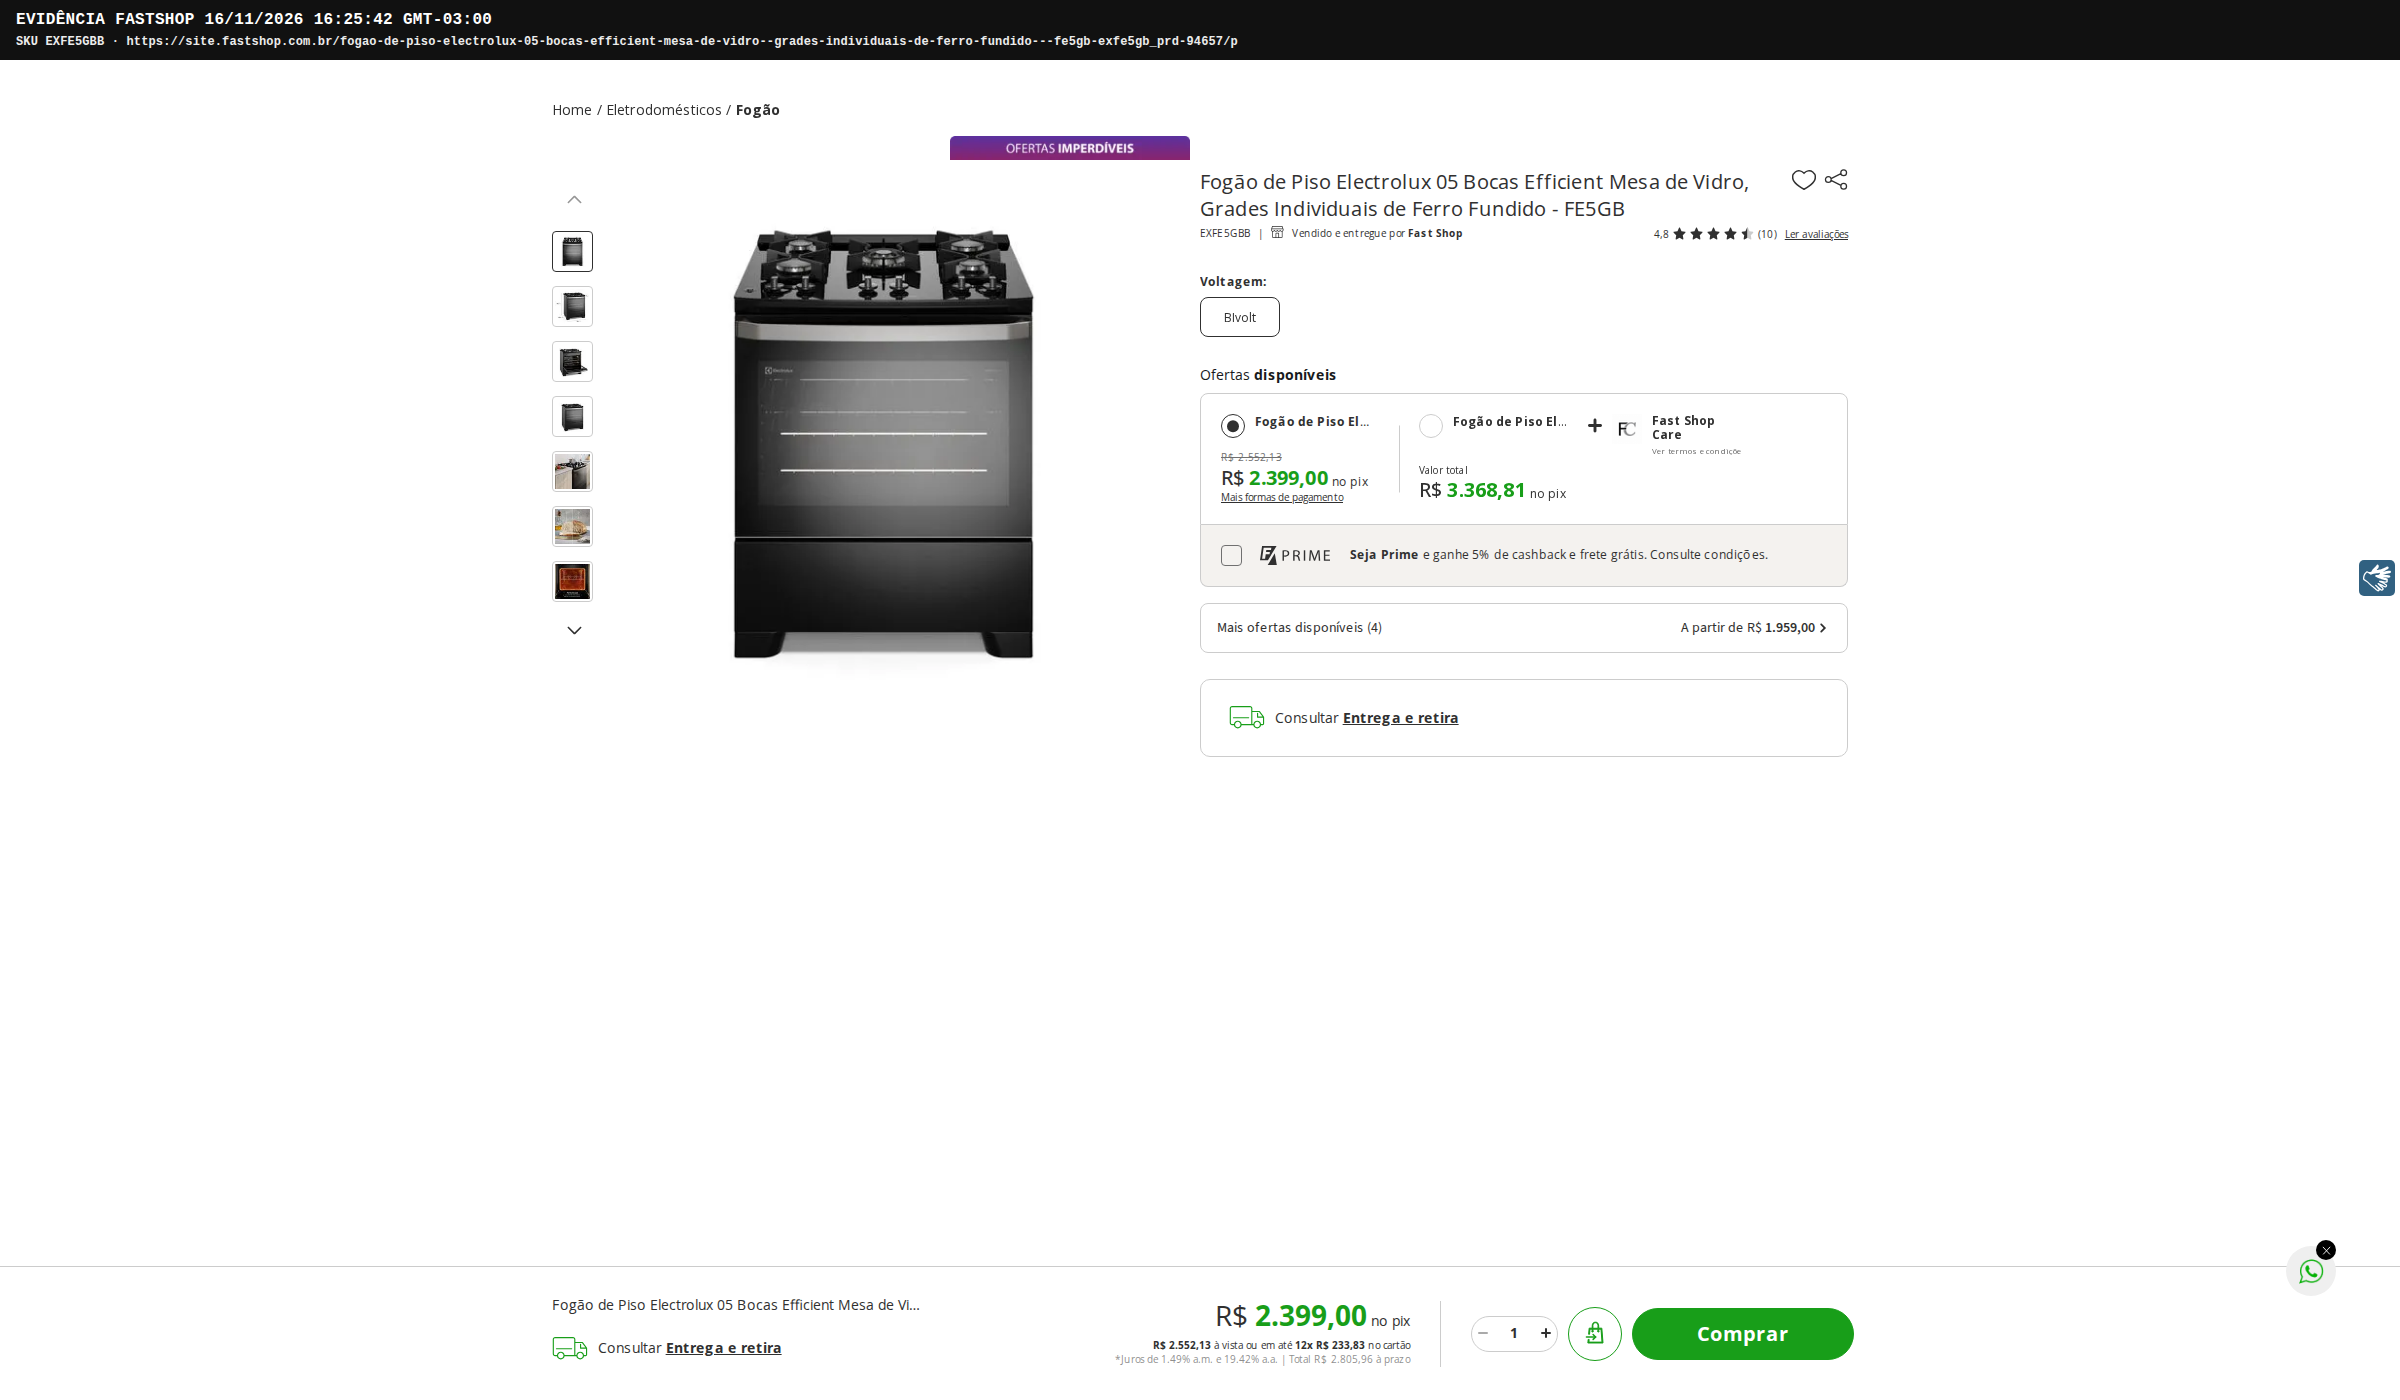 EVIDÊNCIA FASTSHOP 16/11/2026 16:25:42 GMT-03:00
SKU EXFE5GBB · https://site.fastshop.com.br/fogao-de-piso-electrolux-05-bocas-efficient-mesa-de-vidro--grades-individuais-de-ferro-fundido---fe5gb-exfe5gb_prd-94657/p
Home / Eletrodomésticos / Fogão
OFERTAS IMPERDÍVEIS
Fogão de Piso Electrolux 05 Bocas Efficient Mesa de Vidro,
Grades Individuais de Ferro Fundido - FE5GB
EXFE5GBB | Vendido e entregue por Fast Shop
4,8 (10) Ler avaliações
Voltagem:
BIvolt
Ofertas disponíveis
Fogão de Piso El...
R$ 2.552,13
R$ 2.399,00 no pix
Mais formas de pagamento
Fogão de Piso El...
+ FC Fast Shop
Care
Ver termos e condiçõe
Valor total
R$ 3.368,81 no pix
PRIME Seja Prime e ganhe 5% de cashback e frete grátis. Consulte condições.
Mais ofertas disponíveis (4) A partir de R$ 1.959,00
Consultar Entrega e retira
Electrolux
Fogão de Piso Electrolux 05 Bocas Efficient Mesa de Vi...
Consultar Entrega e retira
R$ 2.399,00 no pix
R$ 2.552,13 à vista ou em até 12x R$ 233,83 no cartão
*Juros de 1.49% a.m. e 19.42% a.a. | Total R$ 2.805,96 à prazo
− 1 +
Comprar